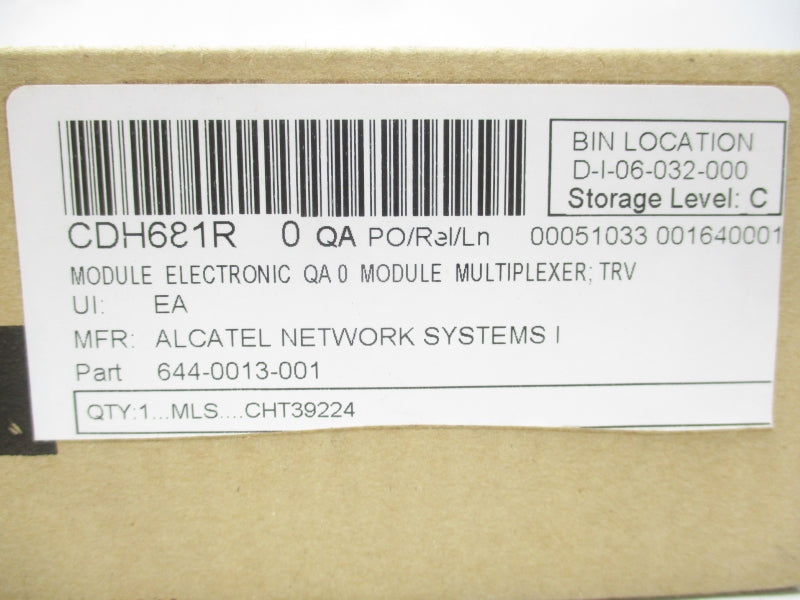 BIN LOCATION
D-I-06-032-000
Storage Level: C
CDH681R 0 QA PO/Rel/Ln 00051033 001640001
MODULE ELECTRONIC QA 0 MODULE MULTIPLEXER; TRV
UI: EA
MFR: ALCATEL NETWORK SYSTEMS I
Part 644-0013-001
QTY:1...MLS....CHT39224